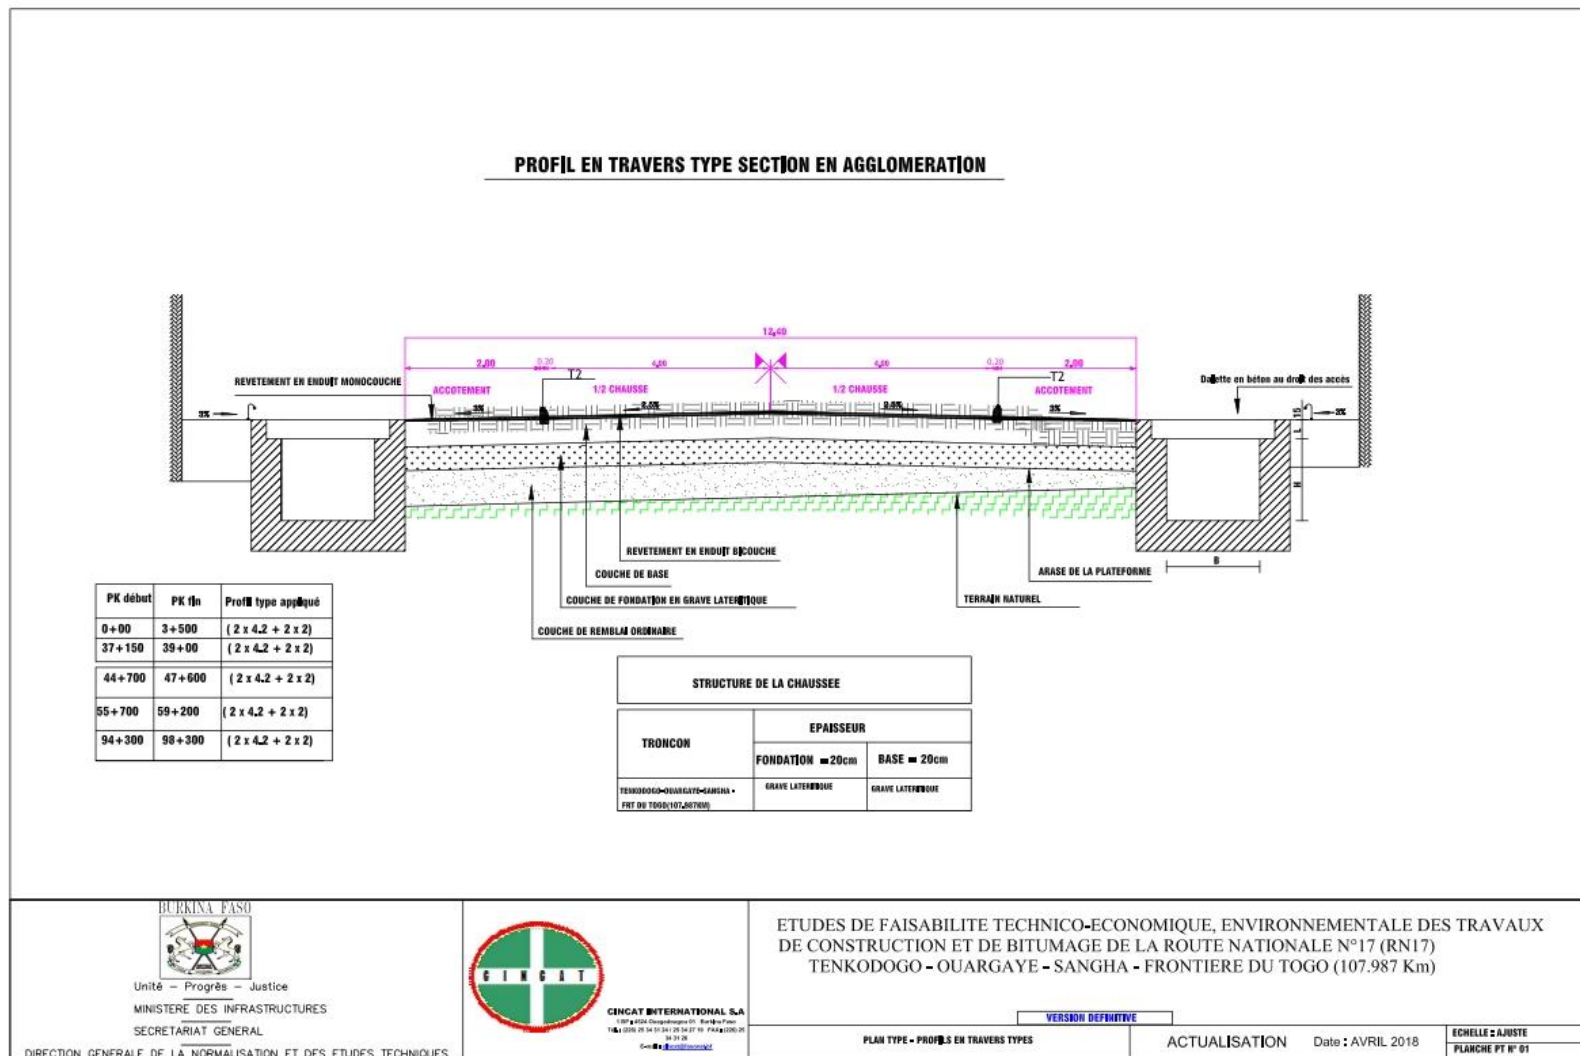 PROFIL EN TRAVERS TYPE SECTION EN AGGLOMERATION
12,40
2,00 0.20 4,00 4,00 0.20 2,00
REVETEMENT EN ENDUIT MONOCOUCHE
ACCOTEMENT T2 1/2 CHAUSSE 1/2 CHAUSSE T2 ACCOTEMENT
Dallette en béton au droit des accès
3% 3% 2.5% 2.5% 3% 3%
15
L
H
B
REVETEMENT EN ENDUIT BICOUCHE
COUCHE DE BASE
ARASE DE LA PLATEFORME
COUCHE DE FONDATION EN GRAVE LATERITIQUE
TERRAIN NATUREL
COUCHE DE REMBLAI ORDINAIRE
PK début PK fin Profil type appliqué
0+00 3+500 ( 2 x 4.2 + 2 x 2)
37+150 39+00 ( 2 x 4.2 + 2 x 2)
44+700 47+600 ( 2 x 4.2 + 2 x 2)
55+700 59+200 ( 2 x 4.2 + 2 x 2)
94+300 98+300 ( 2 x 4.2 + 2 x 2)
STRUCTURE DE LA CHAUSSEE
TRONCON EPAISSEUR
FONDATION = 20cm BASE = 20cm
TENKODOGO-OUARGAYE-SANGHA - GRAVE LATERITIQUE GRAVE LATERITIQUE
FRT DU TOGO(107.987KM)
BURKINA FASO
Unité - Progrès - Justice
MINISTERE DES INFRASTRUCTURES
SECRETARIAT GENERAL
DIRECTION GENERALE DE LA NORMALISATION ET DES ETUDES TECHNIQUES
CINCAT
CINCAT INTERNATIONAL S.A
ETUDES DE FAISABILITE TECHNICO-ECONOMIQUE, ENVIRONNEMENTALE DES TRAVAUX
DE CONSTRUCTION ET DE BITUMAGE DE LA ROUTE NATIONALE N°17 (RN17)
TENKODOGO - OUARGAYE - SANGHA - FRONTIERE DU TOGO (107.987 Km)
VERSION DEFINITIVE
PLAN TYPE - PROFILS EN TRAVERS TYPES
ACTUALISATION Date : AVRIL 2018
ECHELLE : AJUSTE
PLANCHE PT N° 01